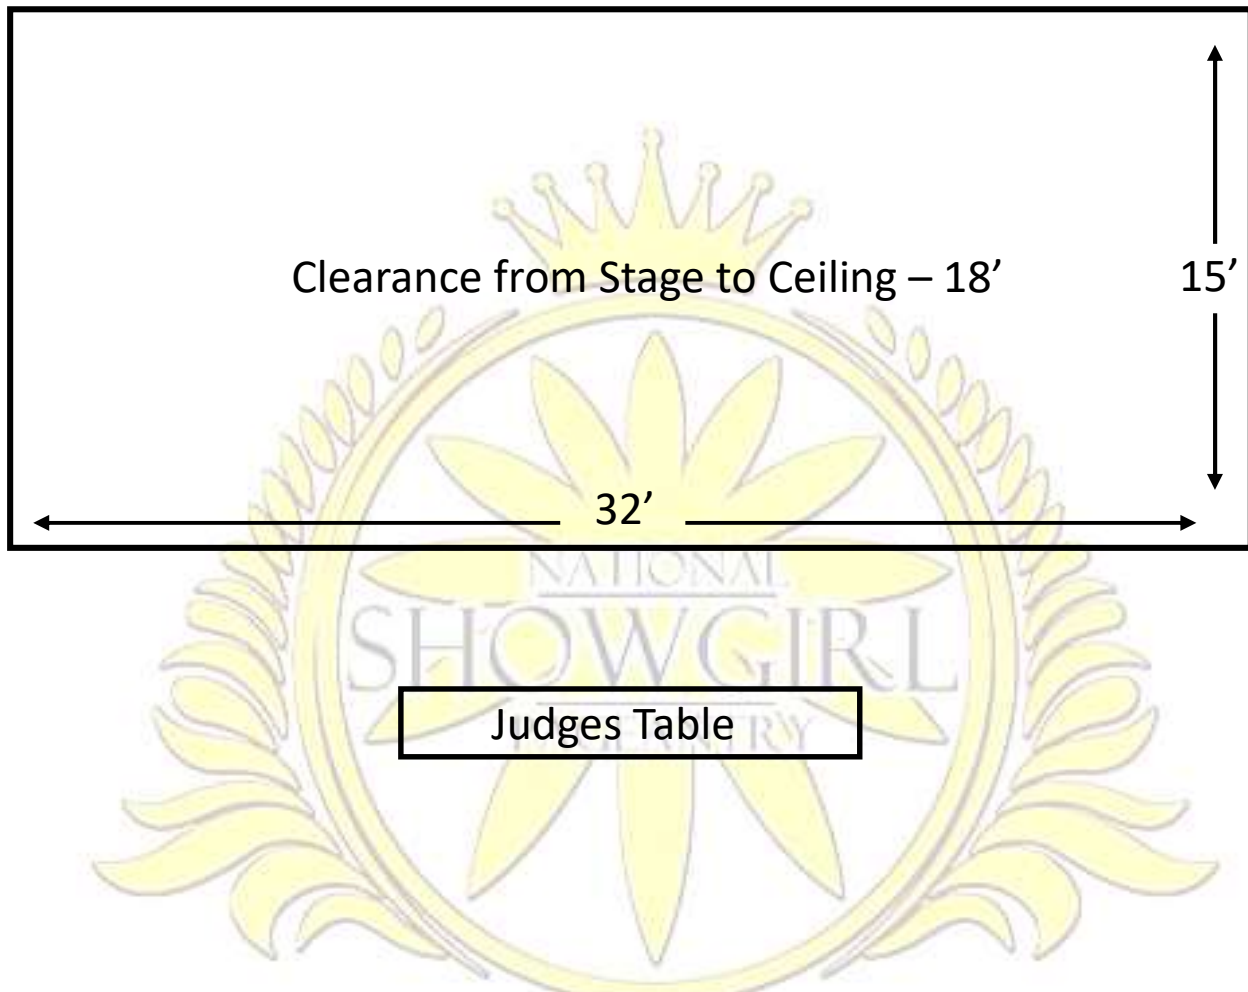 Clearance from Stage to Ceiling – 18’
15’
32’
NATIONAL
SHOWGIRL
Judges Table